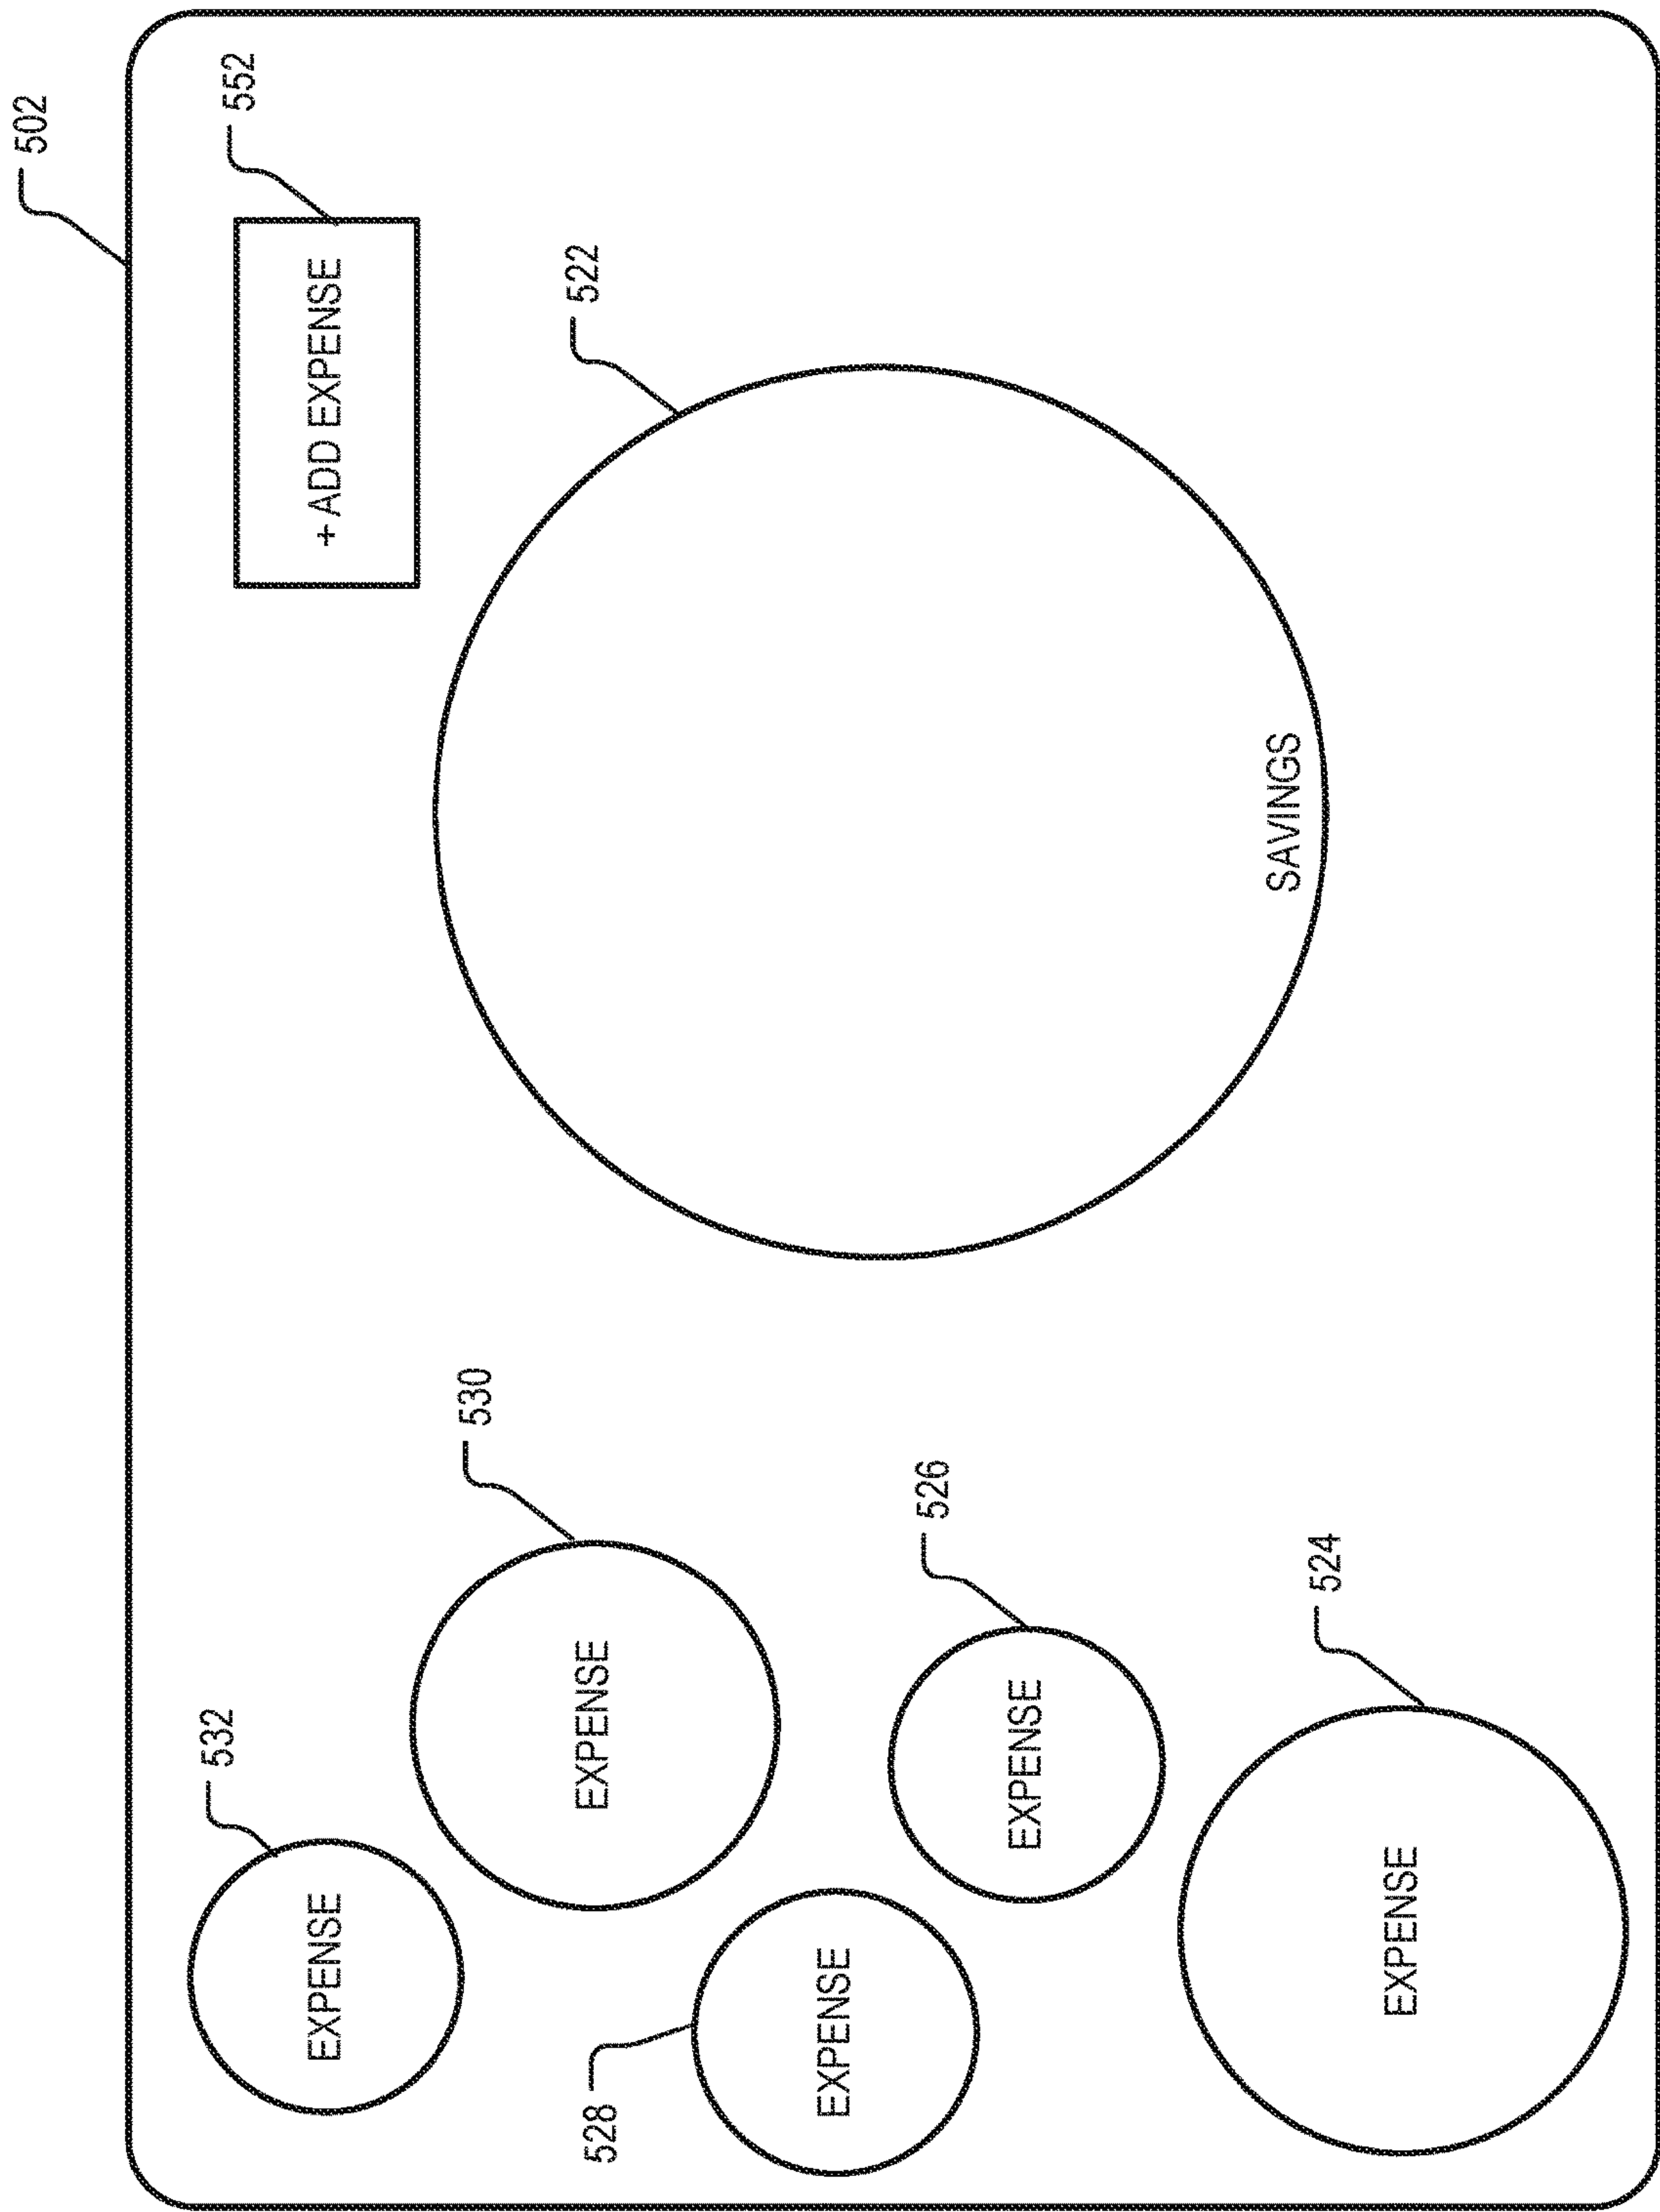 502
552
+ ADD EXPENSE
532
EXPENSE
530
EXPENSE
522
528
EXPENSE
526
EXPENSE
524
EXPENSE
SAVINGS